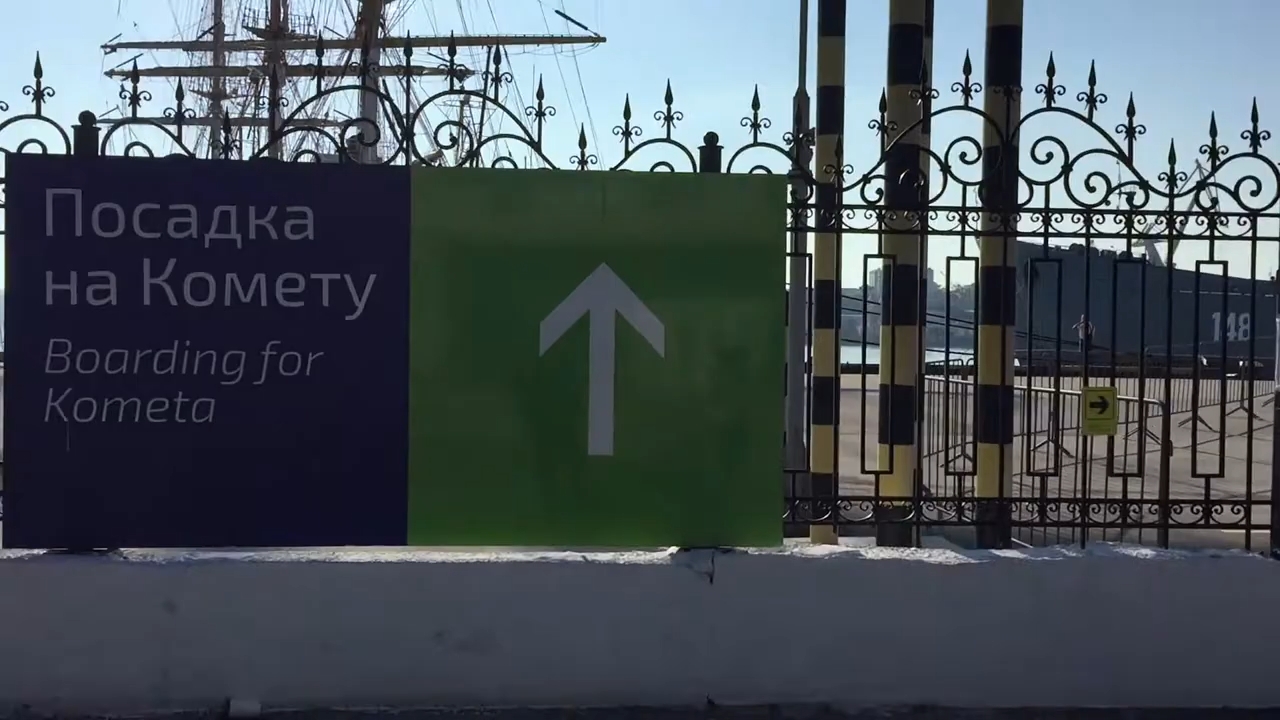 Посадка
на Комету
Boarding for
Kometa
148